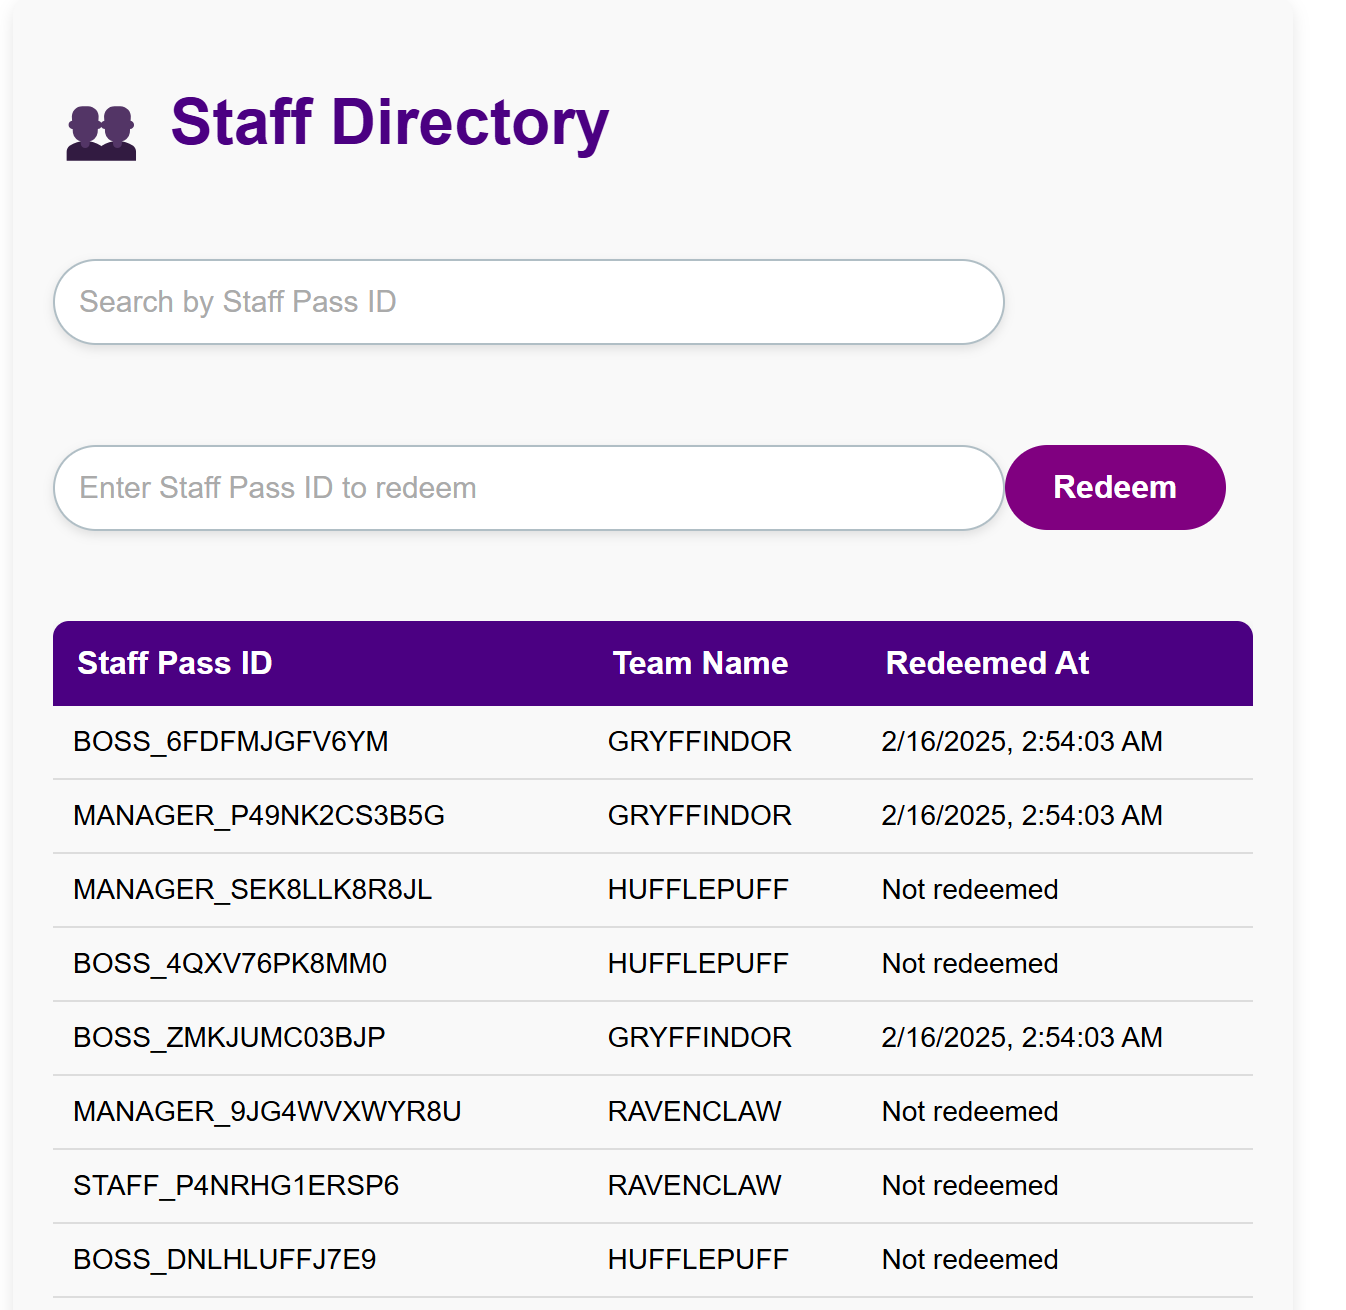 Staff Directory
Search by Staff Pass ID
Enter Staff Pass ID to redeem Redeem
Staff Pass ID Team Name Redeemed At
BOSS_6FDFMJGFV6YM GRYFFINDOR 2/16/2025, 2:54:03 AM
MANAGER_P49NK2CS3B5G GRYFFINDOR 2/16/2025, 2:54:03 AM
MANAGER_SEK8LLK8R8JL HUFFLEPUFF Not redeemed
BOSS_4QXV76PK8MM0 HUFFLEPUFF Not redeemed
BOSS_ZMKJUMC03BJP GRYFFINDOR 2/16/2025, 2:54:03 AM
MANAGER_9JG4WVXWYR8U RAVENCLAW Not redeemed
STAFF_P4NRHG1ERSP6 RAVENCLAW Not redeemed
BOSS_DNLHLUFFJ7E9 HUFFLEPUFF Not redeemed